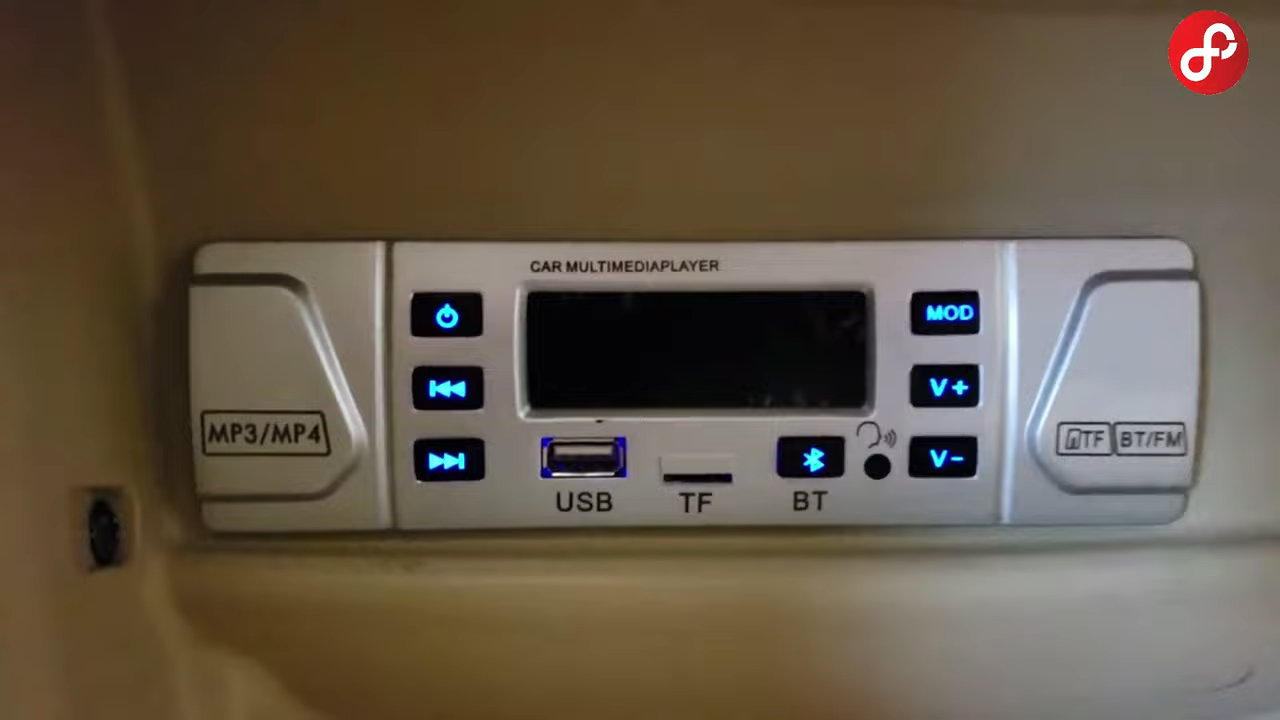 CAR MULTIMEDIAPLAYER
MOD
V+
MP3/MP4
TF
BT/FM
V-
USB
TF
BT